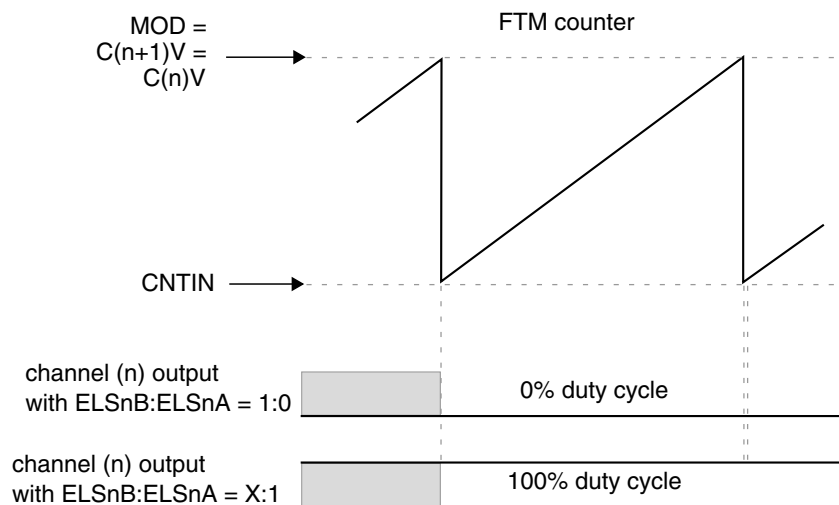 FTM counter
MOD =
C(n+1)V =
C(n)V
CNTIN
channel (n) output
with ELSnB:ELSnA = 1:0
0% duty cycle
channel (n) output
with ELSnB:ELSnA = X:1
100% duty cycle